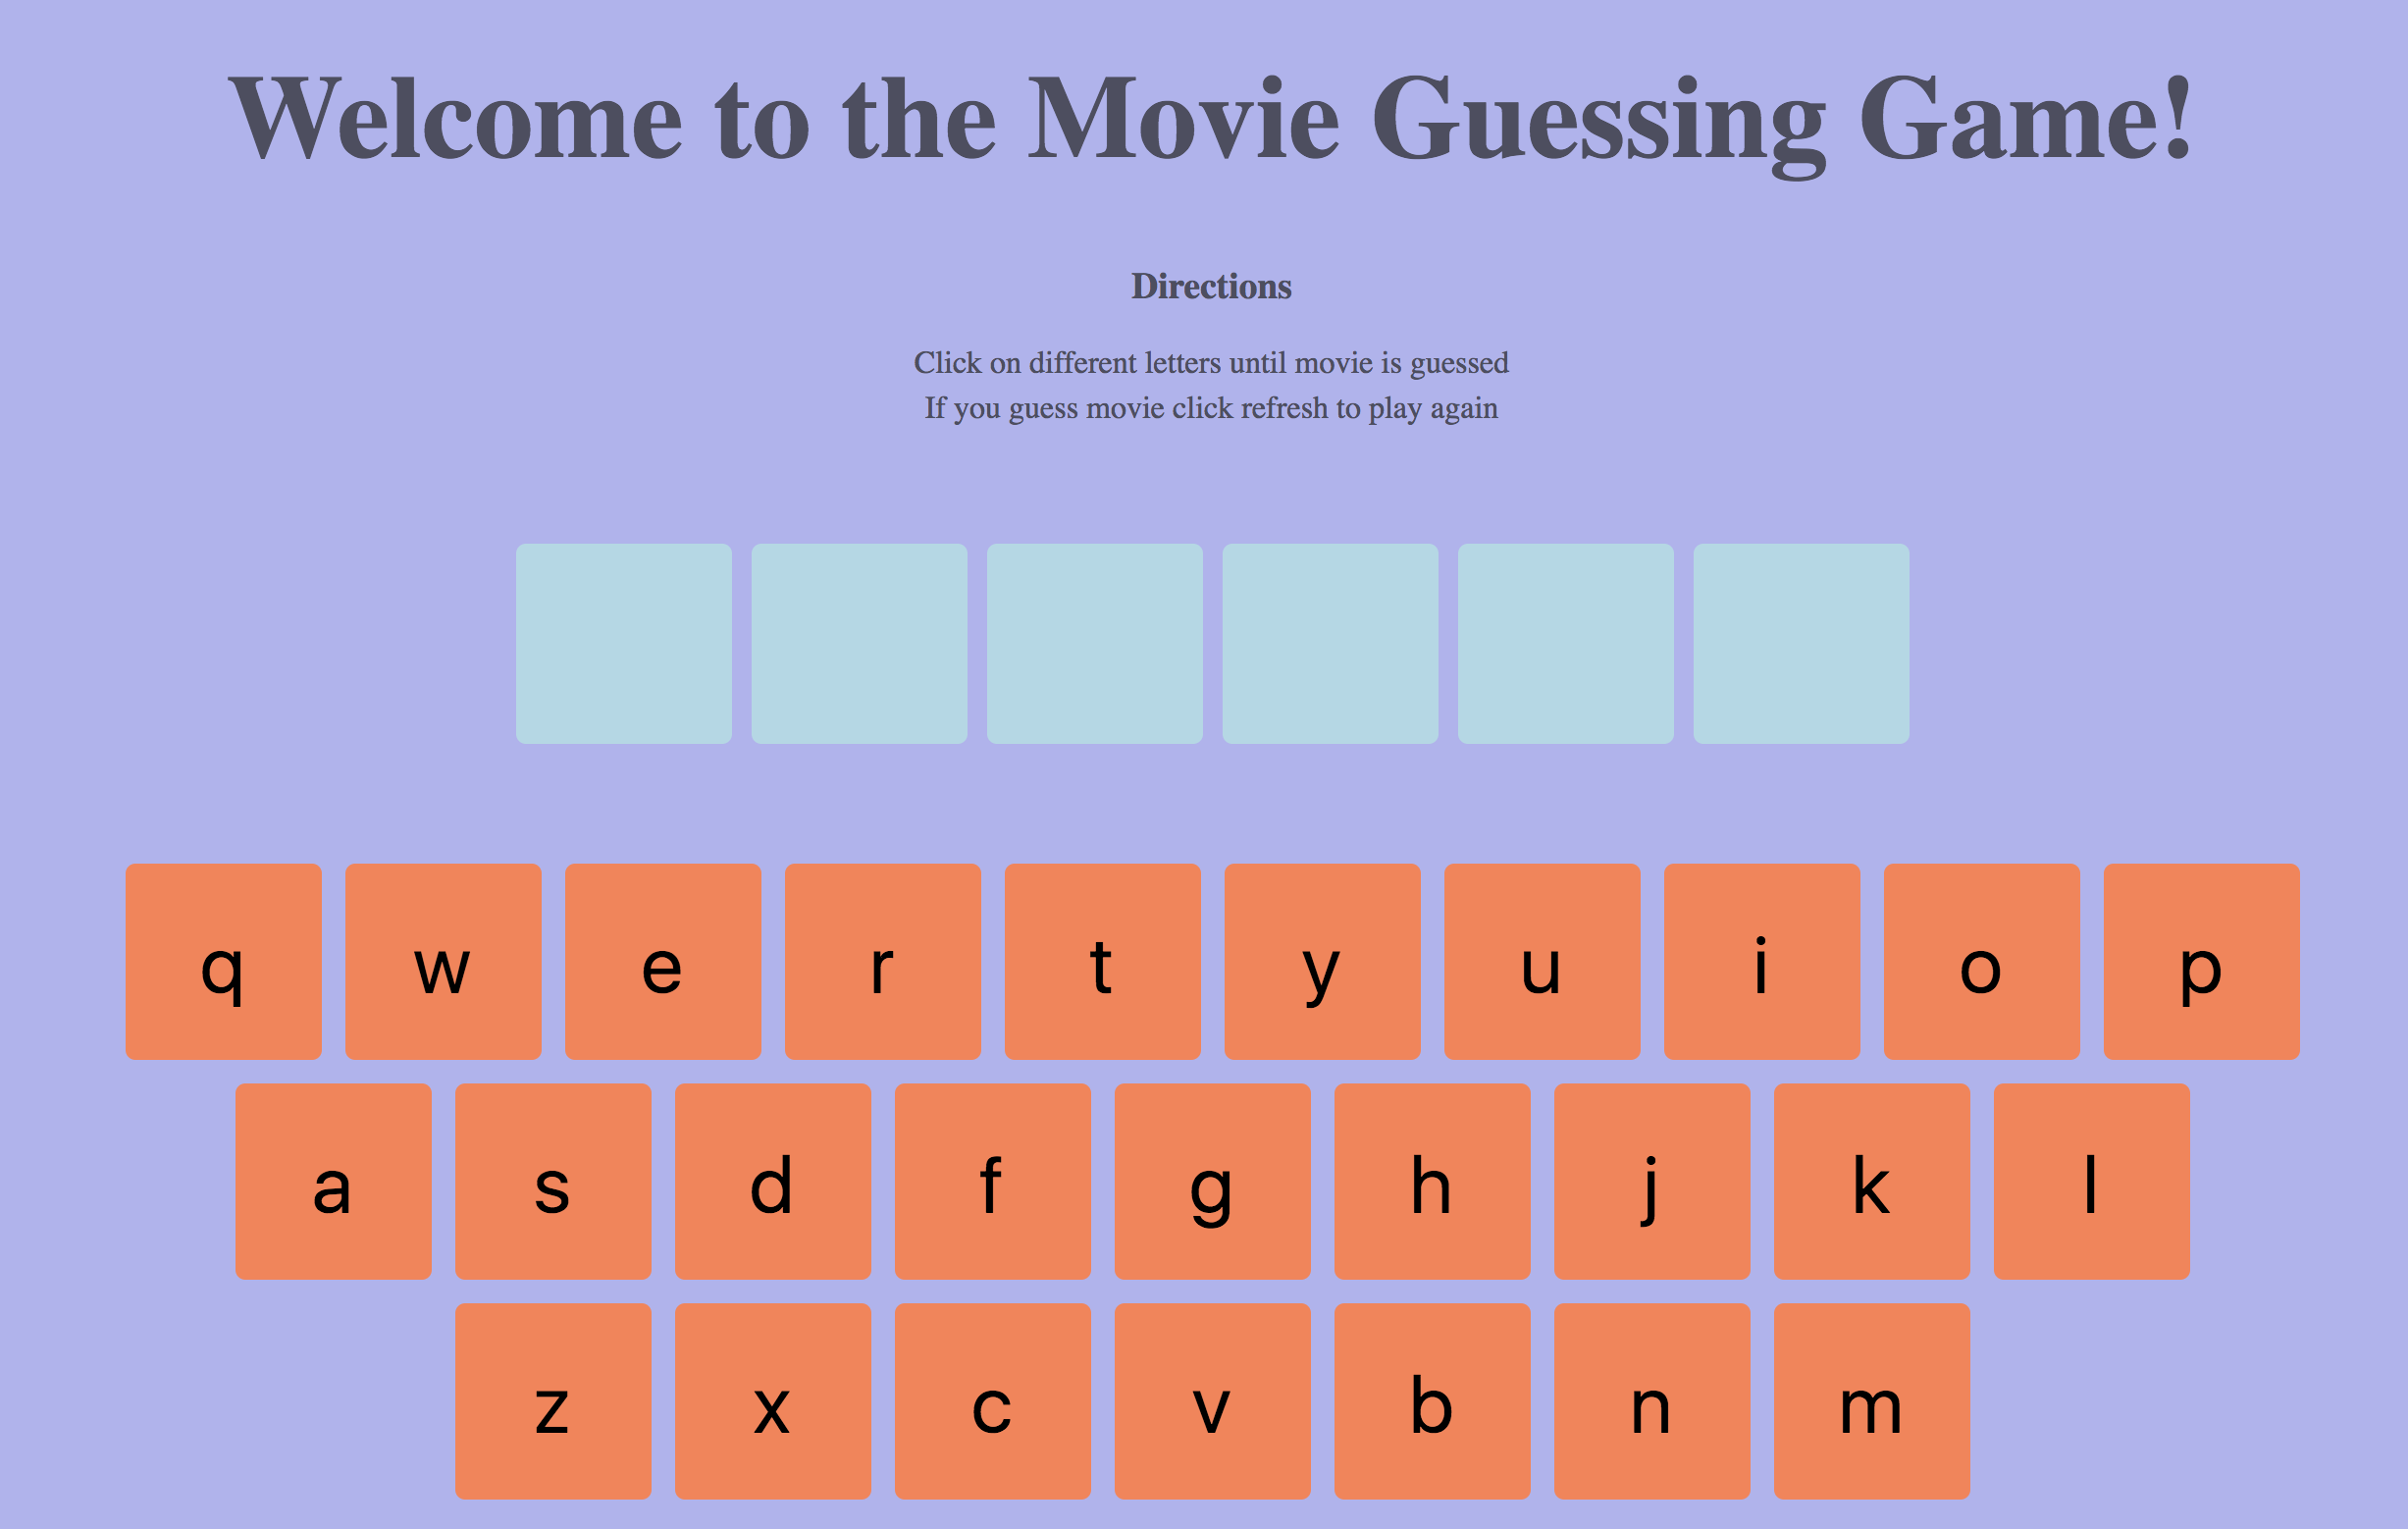 Welcome to the Movie Guessing Game!
Directions
Click on different letters until movie is guessed
If you guess movie click refresh to play again
q w e r t y u i o p
a s d f g h j k l
z x c v b n m